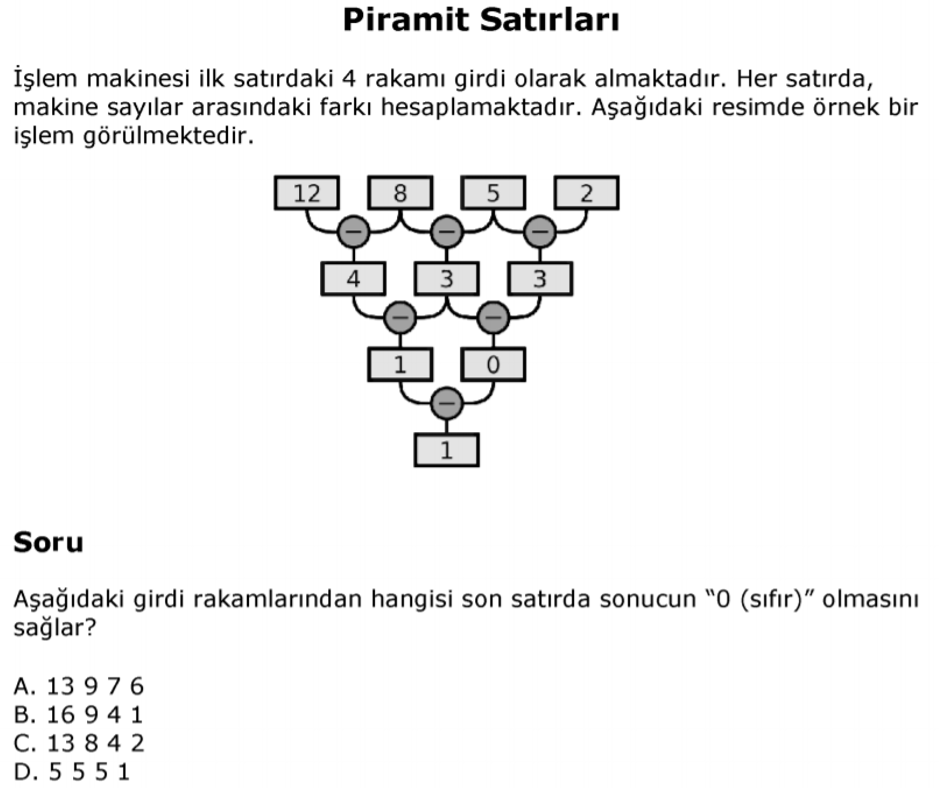 Piramit Satırları
İşlem makinesi ilk satırdaki 4 rakamı girdi olarak almaktadır. Her satırda,
makine sayılar arasındaki farkı hesaplamaktadır. Aşağıdaki resimde örnek bir
işlem görülmektedir.
12 8 5 2
− − −
4 3 3
− −
1 0
−
1
Soru
Aşağıdaki girdi rakamlarından hangisi son satırda sonucun “0 (sıfır)” olmasını
sağlar?
A. 13 9 7 6
B. 16 9 4 1
C. 13 8 4 2
D. 5 5 5 1